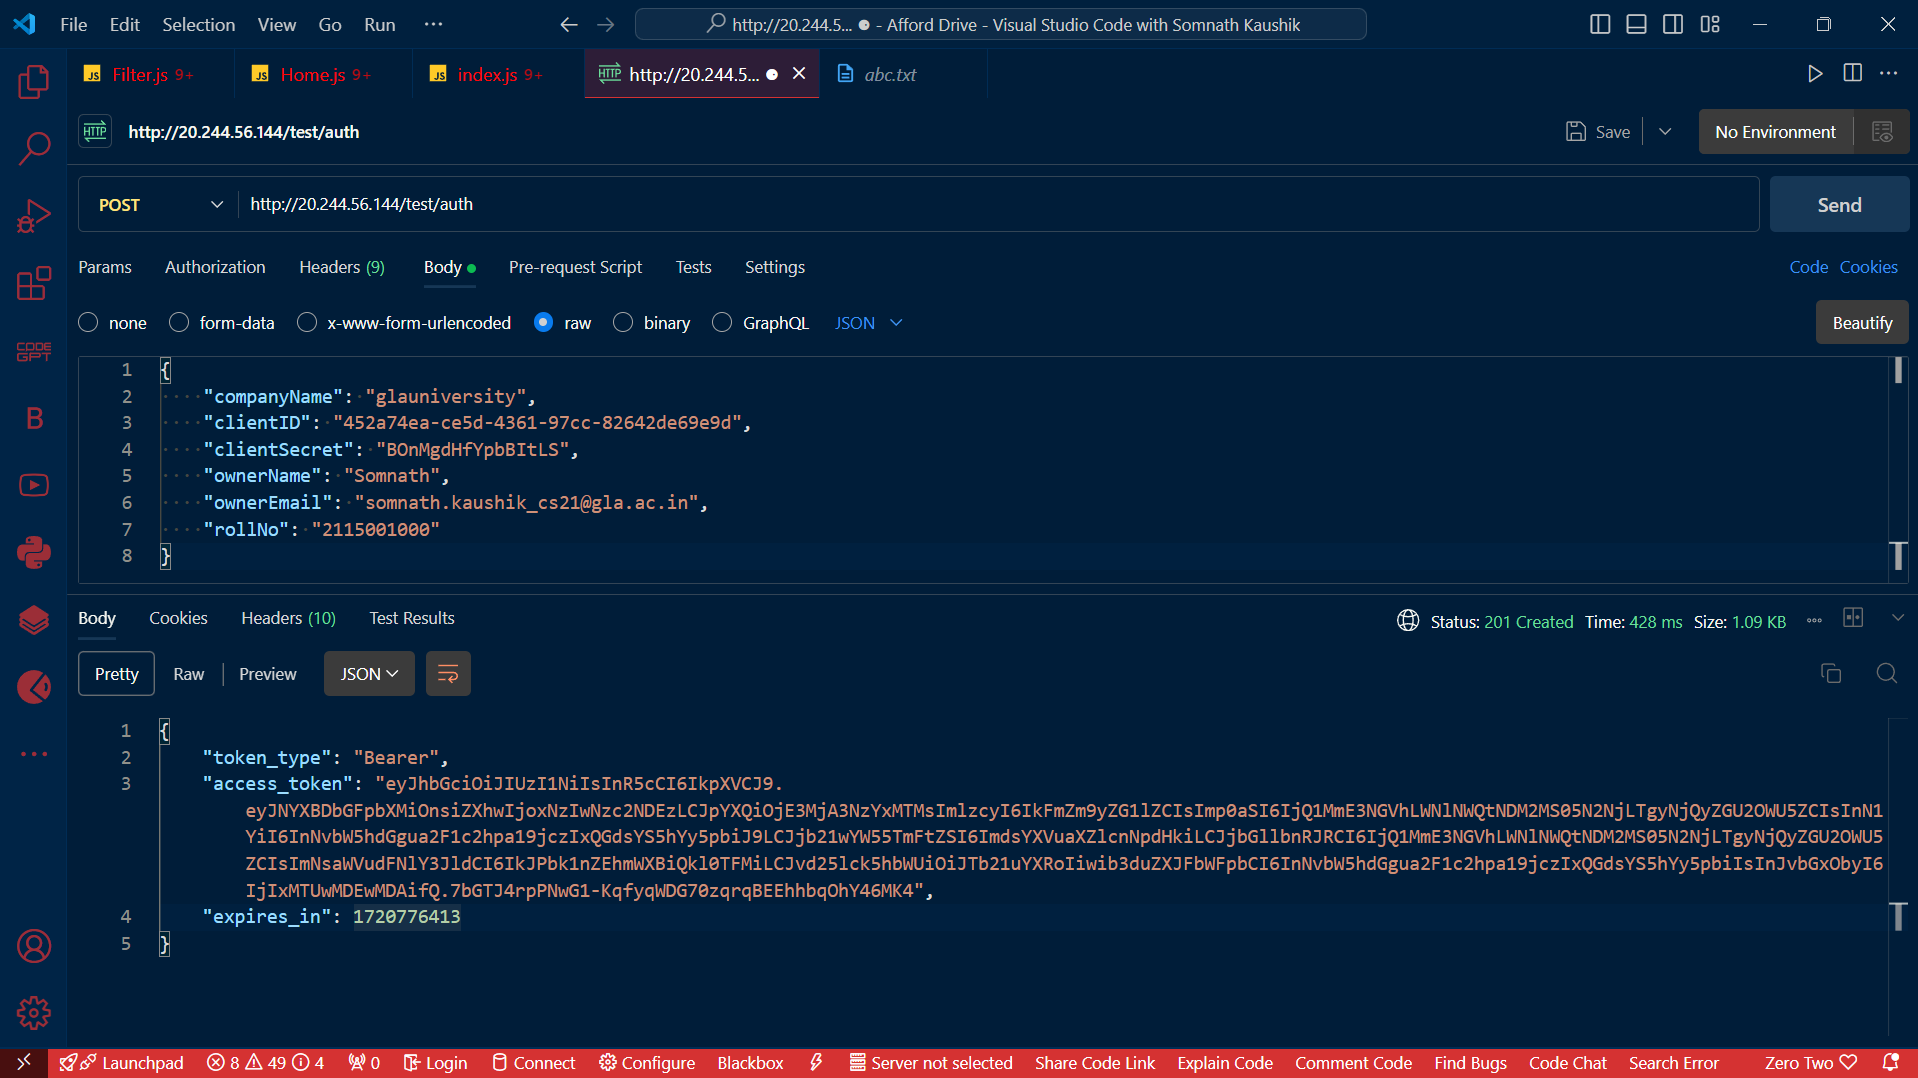 File Edit Selection View Go Run ··· http://20.244.5... ● - Afford Drive - Visual Studio Code with Somnath Kaushik
JS Filter.js 9+ JS Home.js 9+ JS index.js 9+ HTTP http://20.244.5... ● abc.txt
HTTP http://20.244.56.144/test/auth Save No Environment
POST http://20.244.56.144/test/auth Send
Params Authorization Headers (9) Body Pre-request Script Tests Settings Code Cookies
none form-data x-www-form-urlencoded raw binary GraphQL JSON Beautify
1 {
2 "companyName": "glauniversity",
3 "clientID": "452a74ea-ce5d-4361-97cc-82642de69e9d",
4 "clientSecret": "BOnMgdHfYpbBItLS",
5 "ownerName": "Somnath",
6 "ownerEmail": "somnath.kaushik_cs21@gla.ac.in",
7 "rollNo": "2115001000"
8 }
CODE GPT
B
Body Cookies Headers (10) Test Results Status: 201 Created Time: 428 ms Size: 1.09 KB
Pretty Raw Preview JSON
1 {
2 "token_type": "Bearer",
3 "access_token": "eyJhbGciOiJIUzI1NiIsInR5cCI6IkpXVCJ9.
eyJNYXBDbGFpbXMiOnsiZXhwIjoxNzIwNzc2NDEzLCJpYXQiOjE3MjA3NzYxMTMsImlzcyI6IkFmZm9yZG1lZCIsImp0aSI6IjQ1MmE3NGVhLWNlNWQtNDM2MS05N2NjLTgyNjQyZGU2OWU5ZCIsInN1
YiI6InNvbW5hdGgua2F1c2hpa19jczIxQGdsYS5hYy5pbiJ9LCJjb21wYW55TmFtZSI6ImdsYXVuaXZlcnNpdHkiLCJjbGllbnRJRCI6IjQ1MmE3NGVhLWNlNWQtNDM2MS05N2NjLTgyNjQyZGU2OWU5
ZCIsImNsaWVudFNlY3JldCI6IkJPbk1nZEhmWXBiQkl0TFMiLCJvd25lck5hbWUiOiJTb21uYXRoIiwib3duZXJFbWFpbCI6InNvbW5hdGgua2F1c2hpa19jczIxQGdsYS5hYy5pbiIsInJvbGxObyI6
IjIxMTUwMDEwMDAifQ.7bGTJ4rpPNwG1-KqfyqWDG70zqrqBEEhhbqOhY46MK4",
4 "expires_in": 1720776413
5 }
Launchpad 8 49 4 0 Login Connect Configure Blackbox Server not selected Share Code Link Explain Code Comment Code Find Bugs Code Chat Search Error Zero Two